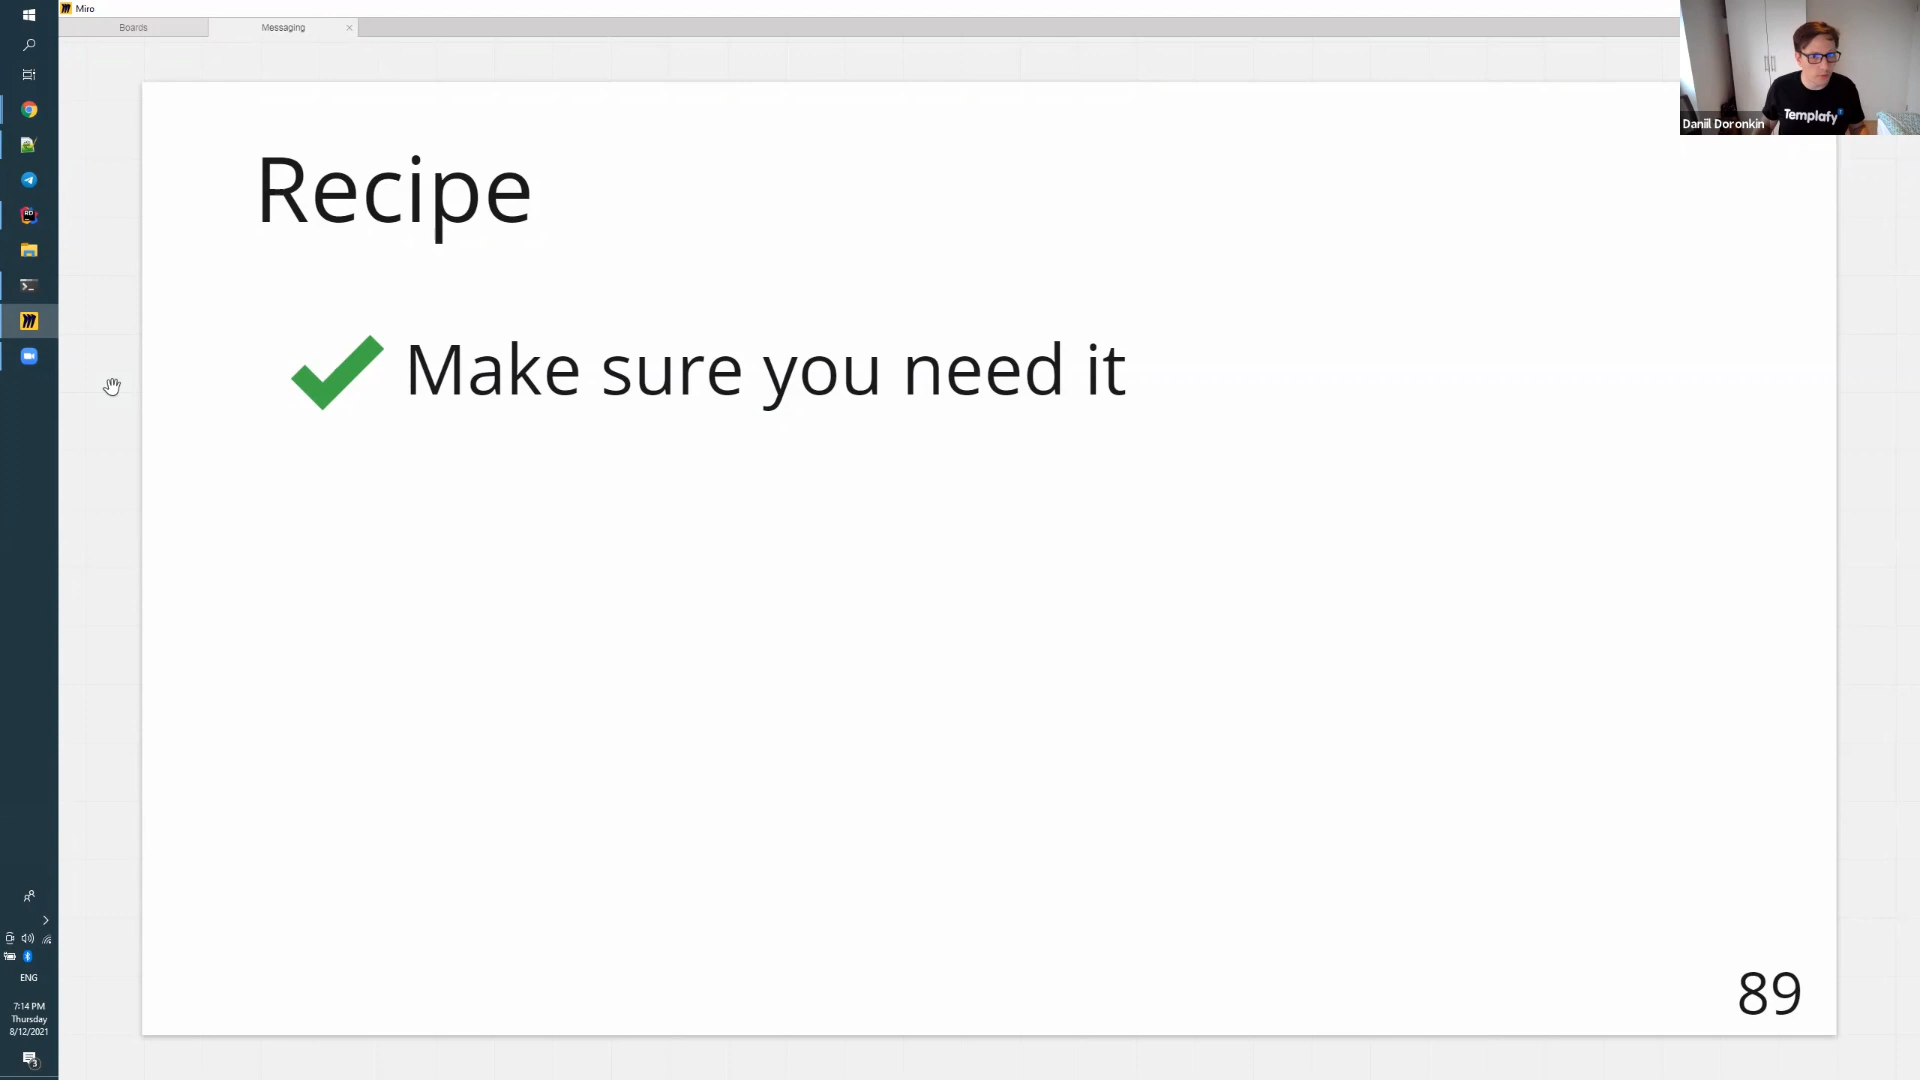 Miro
Boards
Messaging
Templafy
Daniil Doronkin
Recipe
Make sure you need it
ENG
7:14 PM
Thursday
8/12/2021
3
89